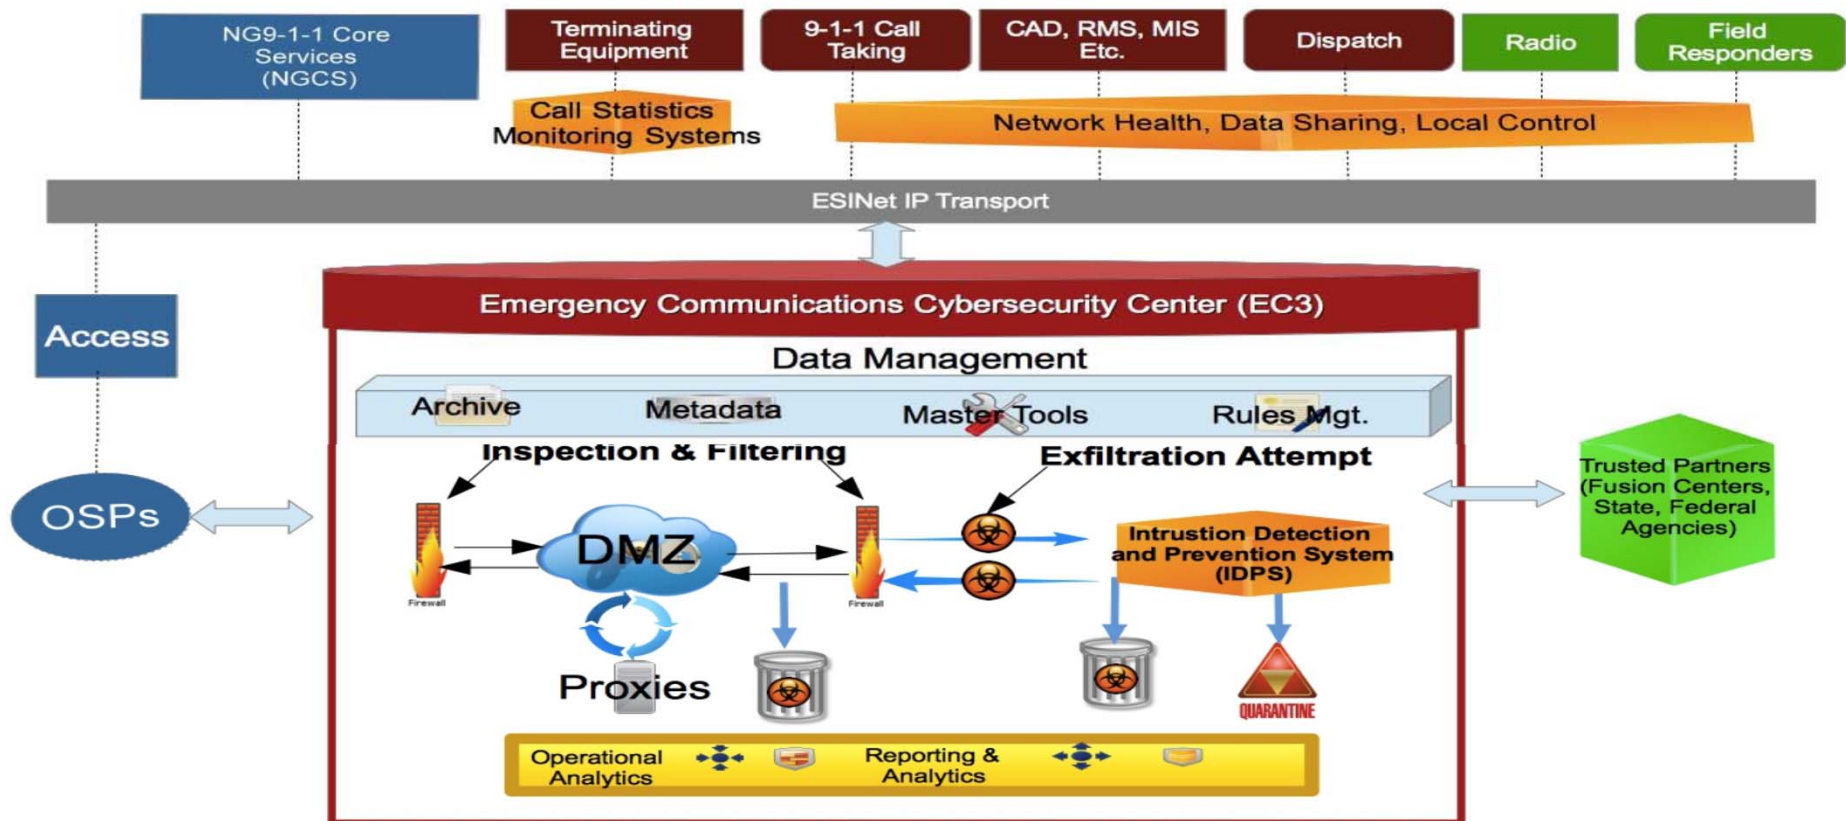 NG9-1-1 Core
Services
(NGCS)
Terminating
Equipment
9-1-1 Call
Taking
CAD, RMS, MIS
Etc.
Dispatch
Radio
Field
Responders
Call Statistics
Monitoring Systems
Network Health, Data Sharing, Local Control
ESINet IP Transport
Access
OSPs
Emergency Communications Cybersecurity Center (EC3)
Data Management
Archive
Metadata
Master Tools
Rules Mgt.
Inspection & Filtering
Exfiltration Attempt
Firewall
DMZ
Firewall
Intrustion Detection
and Prevention System
(IDPS)
Trusted Partners
(Fusion Centers,
State, Federal
Agencies)
Proxies
QUARANTINE
Operational
Analytics
Reporting &
Analytics